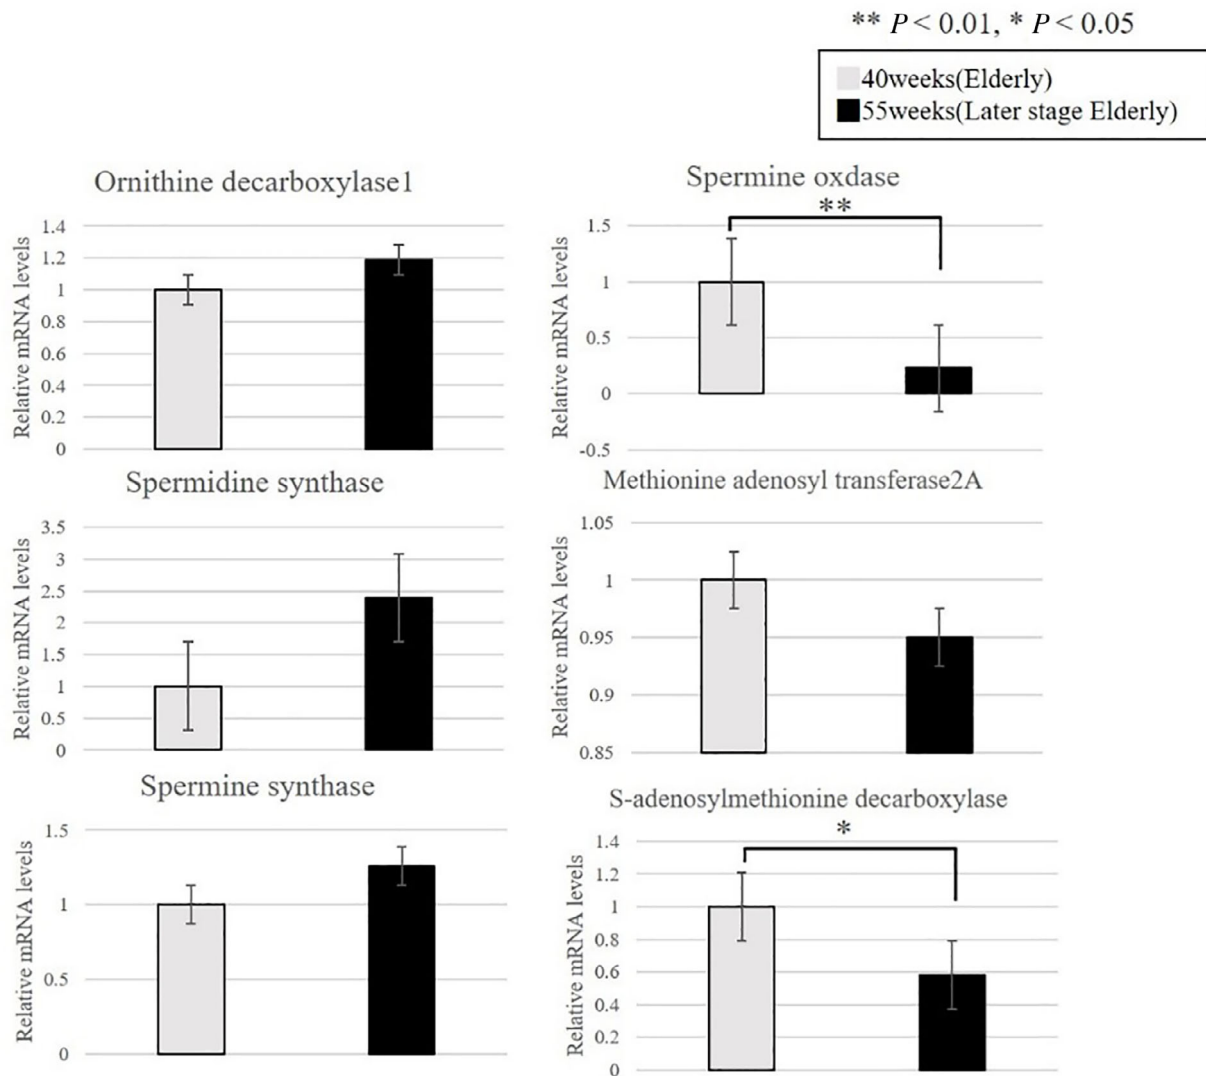 ** P < 0.01, * P < 0.05
40weeks(Elderly)
55weeks(Later stage Elderly)
Ornithine decarboxylase1
Relative mRNA levels
1.4
1.2
1
0.8
0.6
0.4
0.2
0
Spermine oxdase
**
Relative mRNA levels
1.5
1
0.5
0
-0.5
Spermidine synthase
Relative mRNA levels
3.5
3
2.5
2
1.5
1
0.5
0
Methionine adenosyl transferase2A
Relative mRNA levels
1.05
1
0.95
0.9
0.85
Spermine synthase
Relative mRNA levels
1.5
1
0.5
0
S-adenosylmethionine decarboxylase
*
Relative mRNA levels
1.4
1.2
1
0.8
0.6
0.4
0.2
0